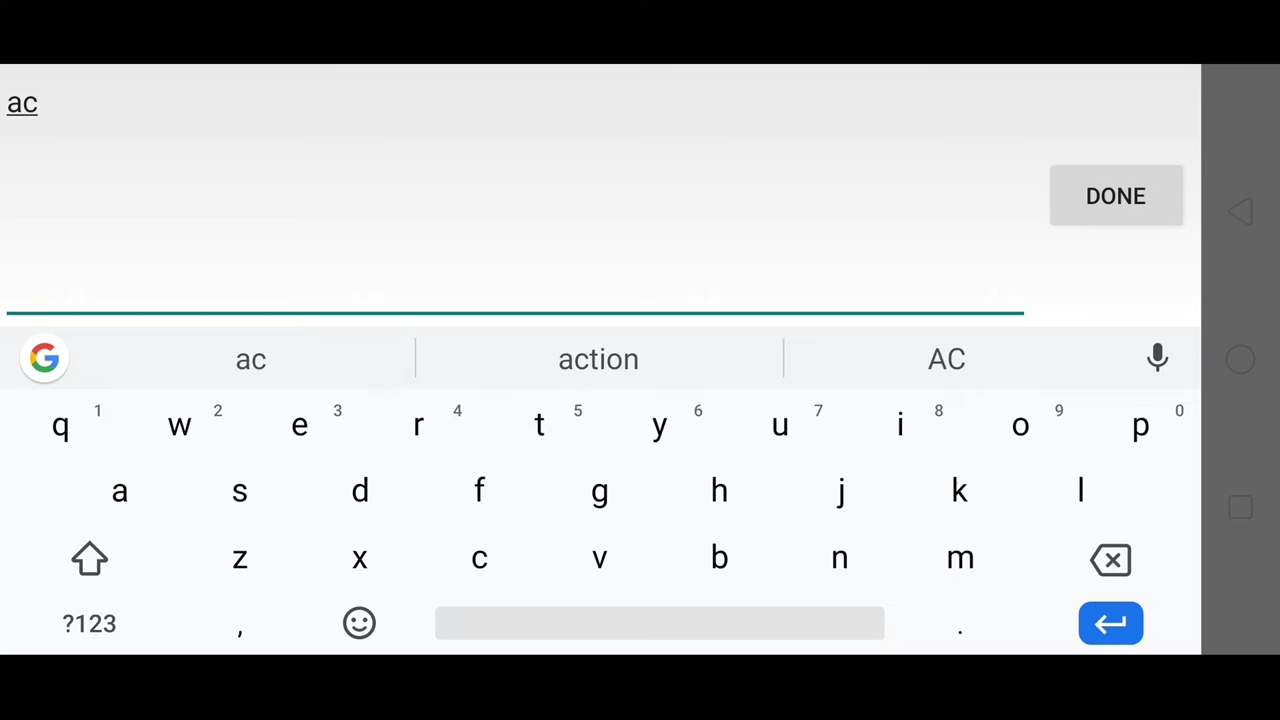 ac
DONE
ac action AC
q 1 w 2 e 3 r 4 t 5 y 6 u 7 i 8 o 9 p 0
a s d f g h j k l
z x c v b n m
?123 , .